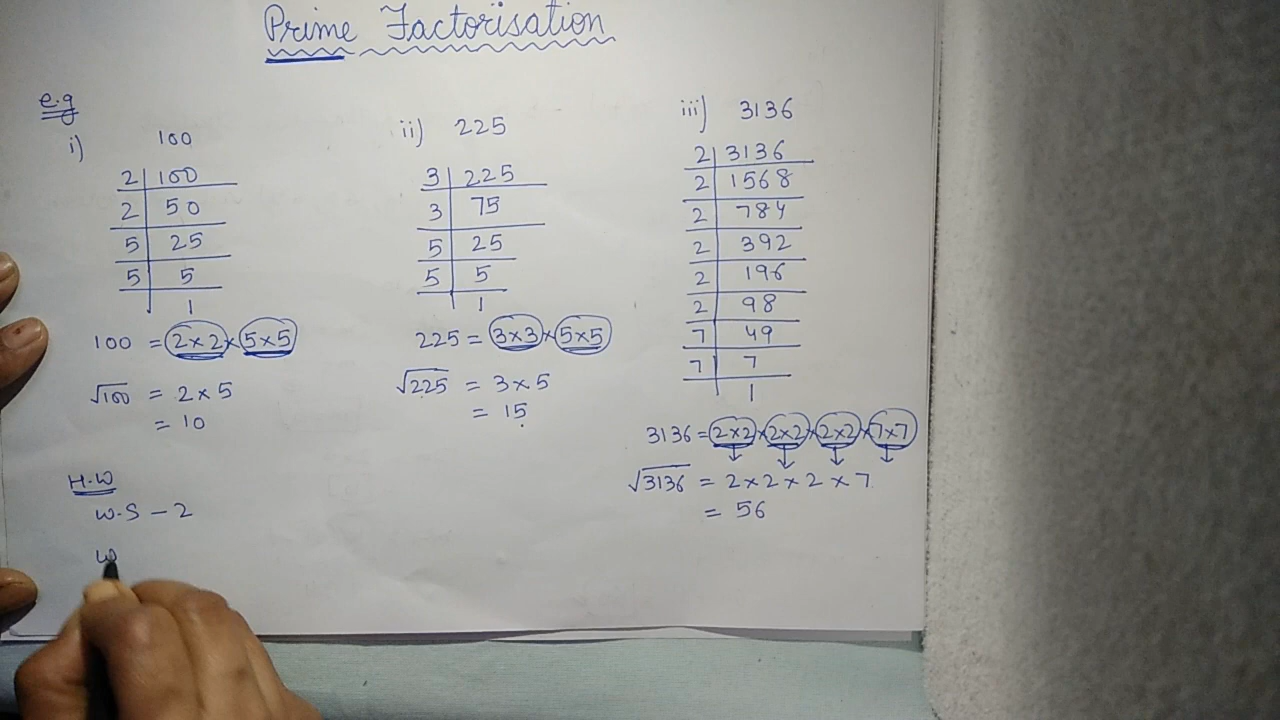 Prime Factorisation
e.g
i) 100
2 | 100
2 | 50
5 | 25
5 | 5
1
100 = 2×2 × 5×5
√100 = 2 × 5
= 10
ii) 225
3 | 225
3 | 75
5 | 25
5 | 5
1
225 = 3×3 × 5×5
√225 = 3 × 5
= 15
iii) 3136
2 | 3136
2 | 1568
2 | 784
2 | 392
2 | 196
2 | 98
7 | 49
7 | 7
1
3136 = 2×2 × 2×2 × 2×2 × 7×7
√3136 = 2 × 2 × 2 × 7
= 56
H.W
W.S - 2
W